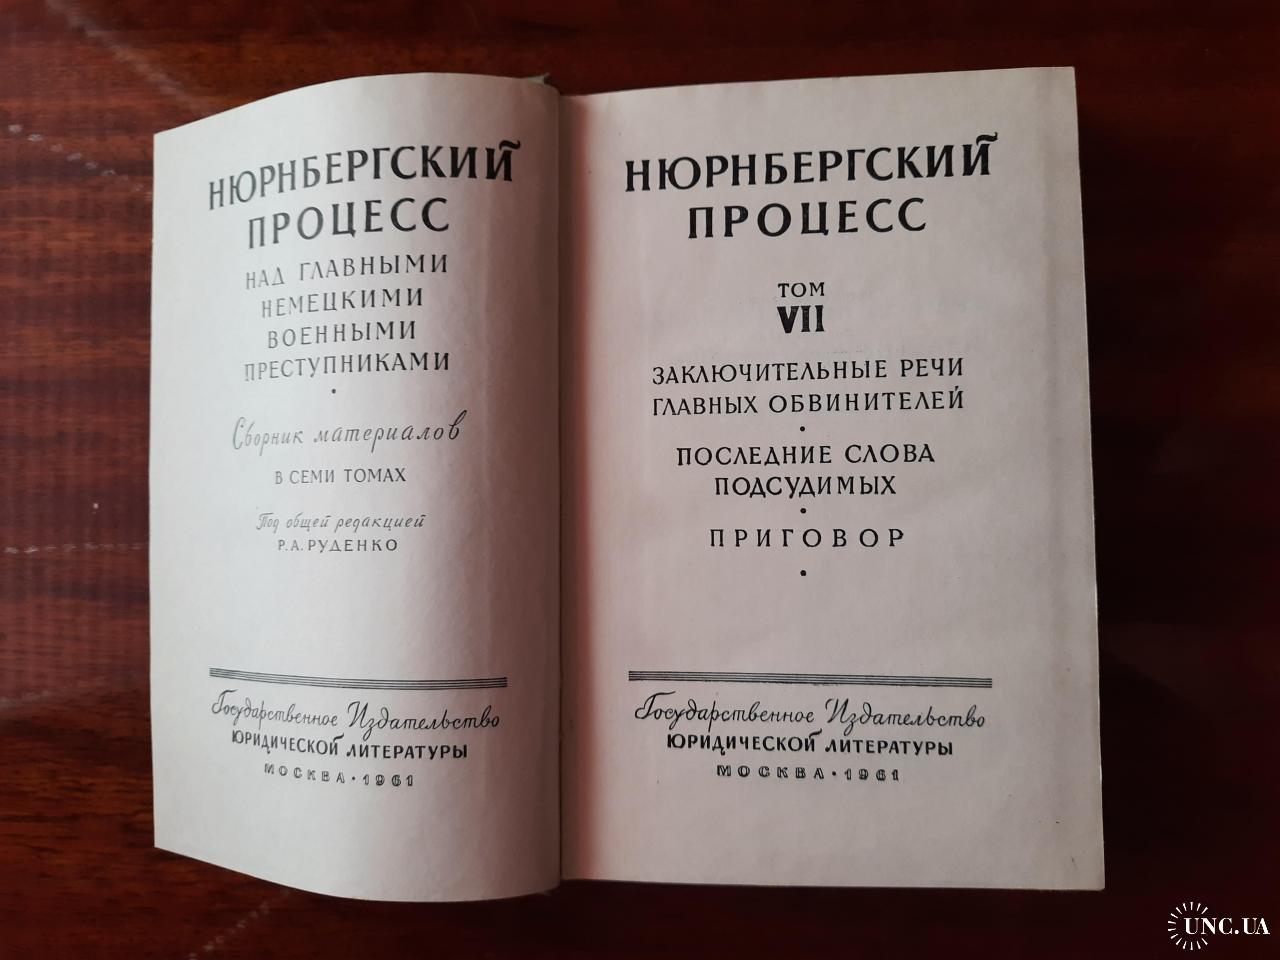 НЮРНБЕРГСКИЙ
ПРОЦЕСС
НАД ГЛАВНЫМИ
НЕМЕЦКИМИ
ВОЕННЫМИ
ПРЕСТУПНИКАМИ
•
Сборник материалов
В СЕМИ ТОМАХ
Под общей редакцией
Р. А. РУДЕНКО
Государственное Издательство
ЮРИДИЧЕСКОЙ ЛИТЕРАТУРЫ
МОСКВА • 1961
НЮРНБЕРГСКИЙ
ПРОЦЕСС
ТОМ
VII
ЗАКЛЮЧИТЕЛЬНЫЕ РЕЧИ
ГЛАВНЫХ ОБВИНИТЕЛЕЙ
•
ПОСЛЕДНИЕ СЛОВА
ПОДСУДИМЫХ
•
ПРИГОВОР
•
Государственное Издательство
ЮРИДИЧЕСКОЙ ЛИТЕРАТУРЫ
МОСКВА • 1961
UNC.UA